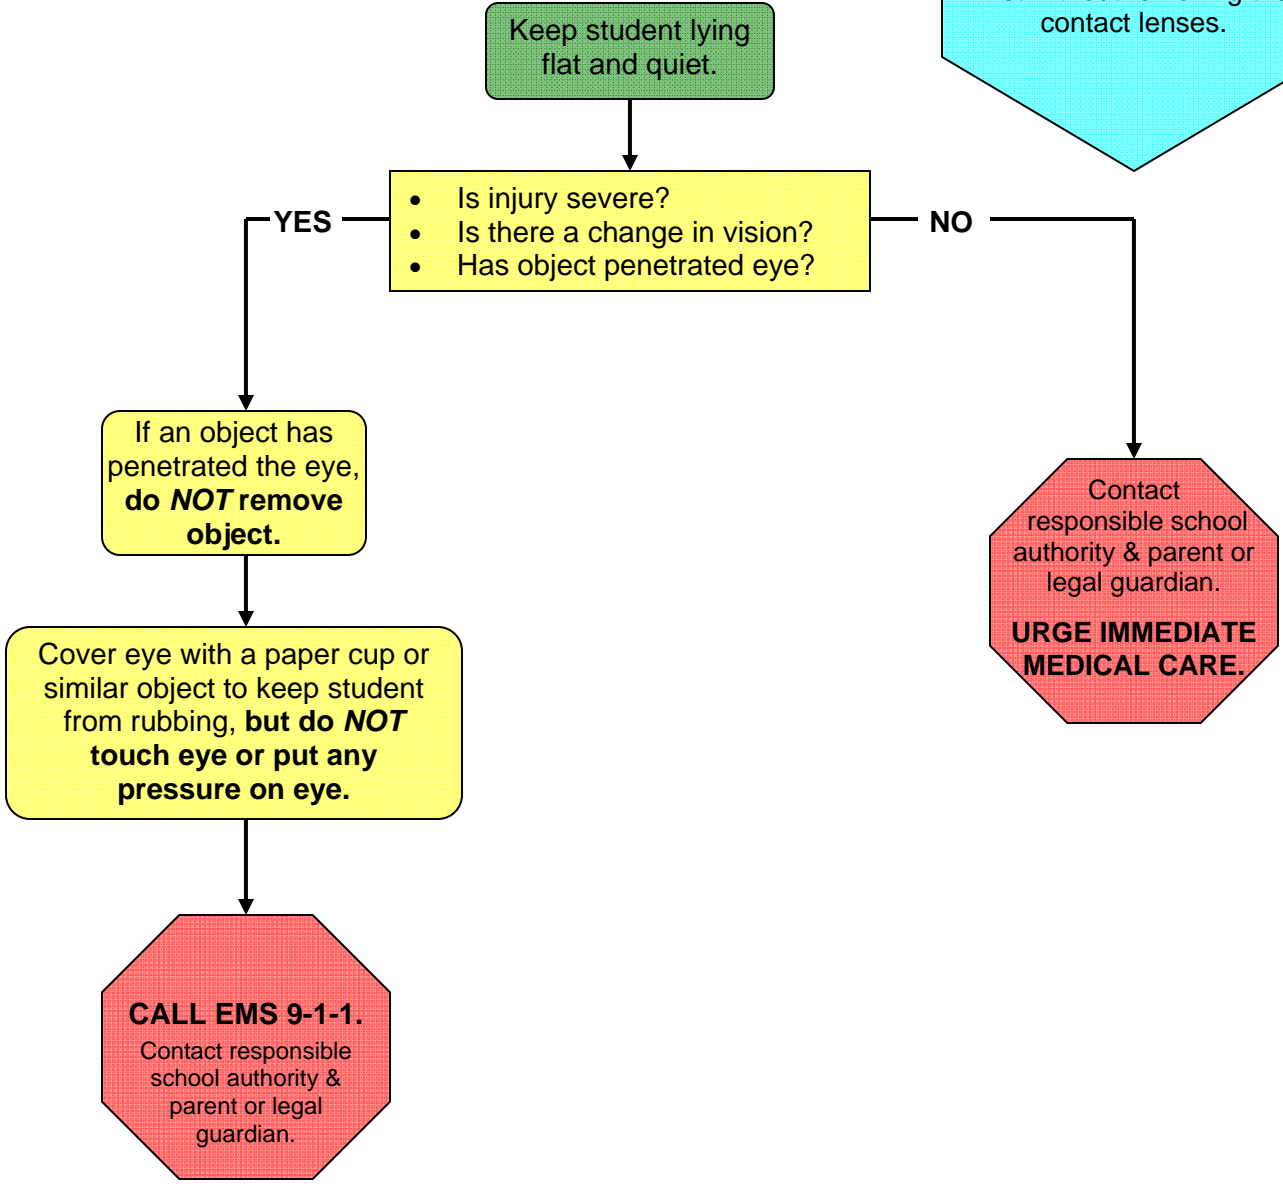 Keep student lying
flat and quiet.
contact lenses.
• Is injury severe?
• Is there a change in vision?
• Has object penetrated eye?
YES
NO
If an object has
penetrated the eye,
do NOT remove
object.
Contact
responsible school
authority & parent or
legal guardian.
URGE IMMEDIATE
MEDICAL CARE.
Cover eye with a paper cup or
similar object to keep student
from rubbing, but do NOT
touch eye or put any
pressure on eye.
CALL EMS 9-1-1.
Contact responsible
school authority &
parent or legal
guardian.